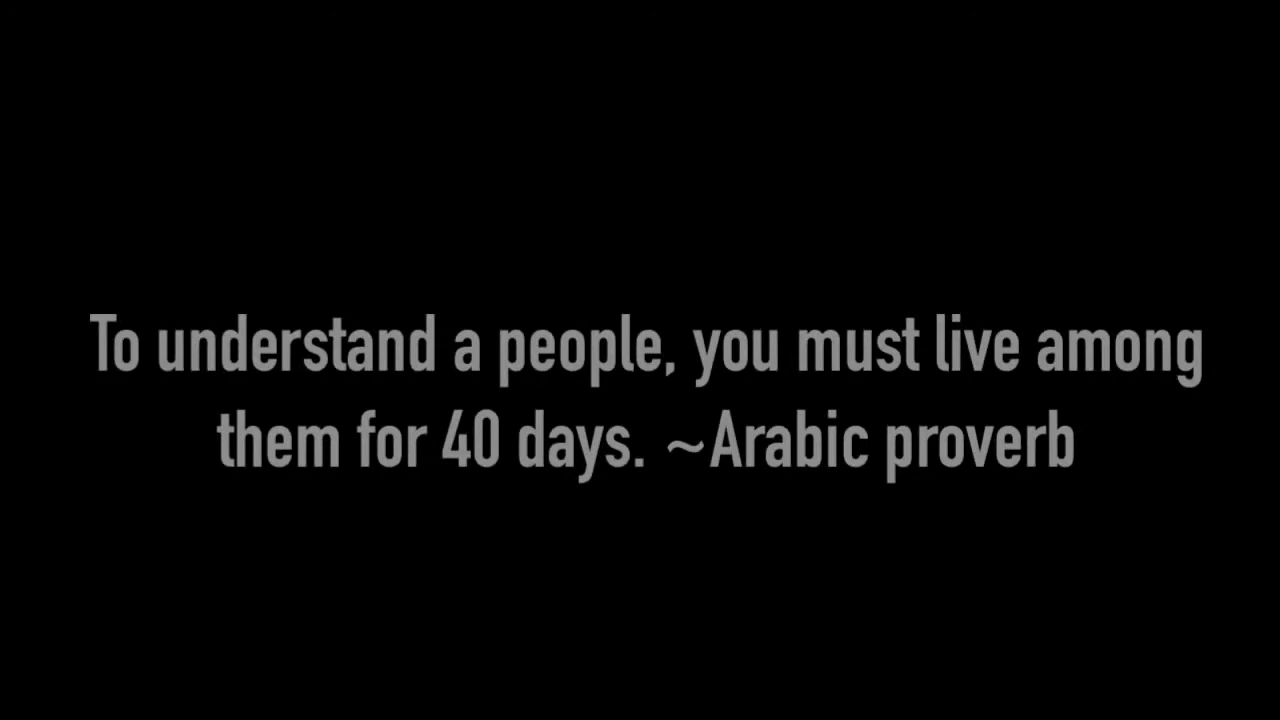 To understand a people, you must live among
them for 40 days. ~Arabic proverb